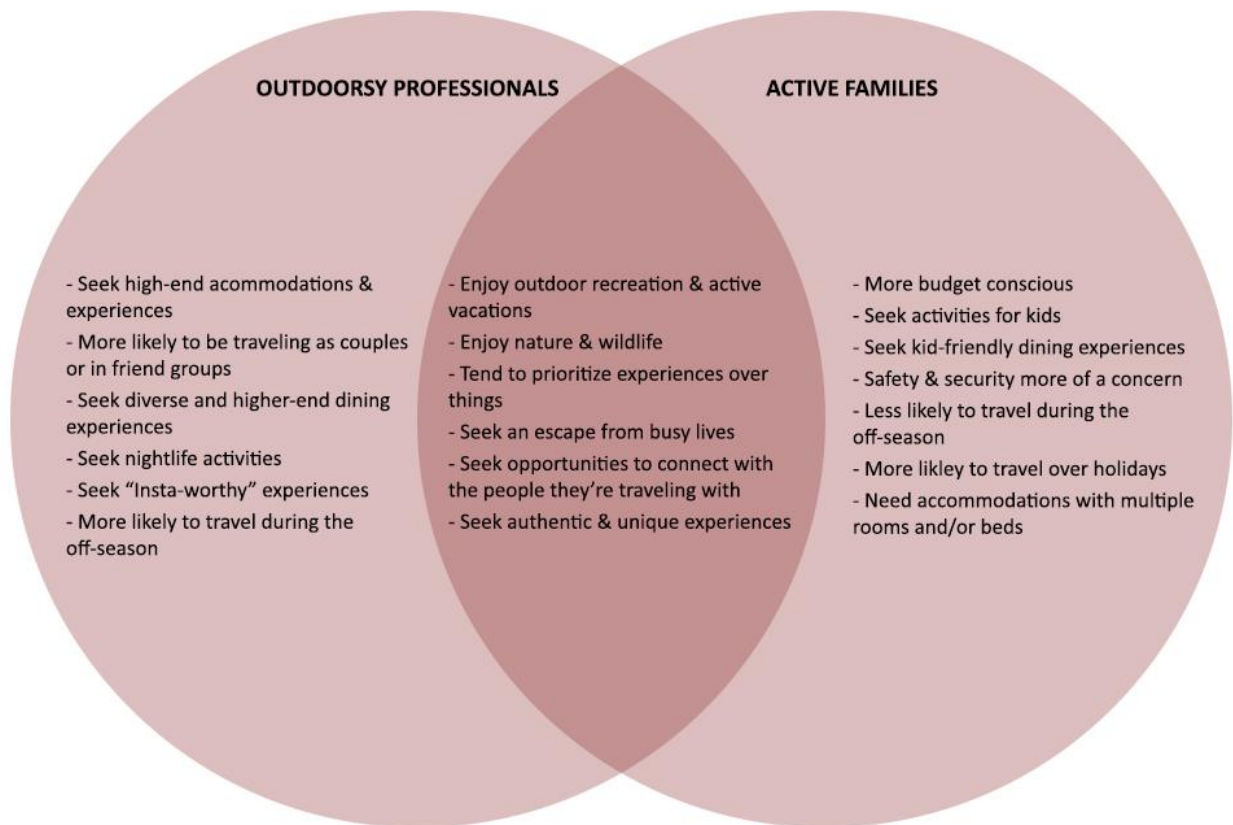 OUTDOORSY PROFESSIONALS
- Seek high-end acommodations &
experiences
- More likely to be traveling as couples
or in friend groups
- Seek diverse and higher-end dining
experiences
- Seek nightlife activities
- Seek “Insta-worthy” experiences
- More likely to travel during the
off-season
- Enjoy outdoor recreation & active
vacations
- Enjoy nature & wildlife
- Tend to prioritize experiences over
things
- Seek an escape from busy lives
- Seek opportunities to connect with
the people they’re traveling with
- Seek authentic & unique experiences
ACTIVE FAMILIES
- More budget conscious
- Seek activities for kids
- Seek kid-friendly dining experiences
- Safety & security more of a concern
- Less likely to travel during the
off-season
- More likley to travel over holidays
- Need accommodations with multiple
rooms and/or beds